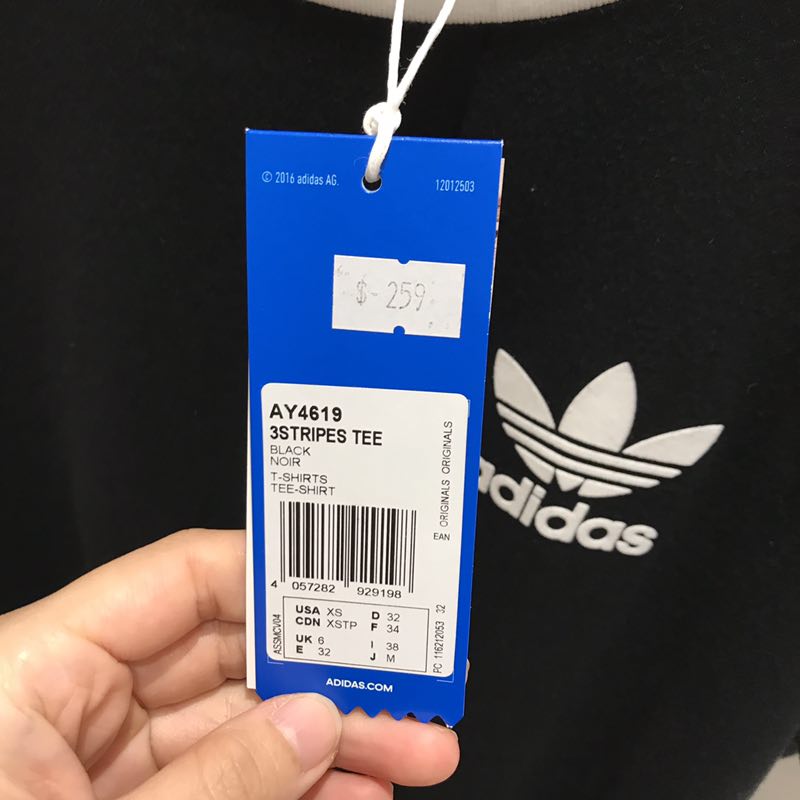 © 2016 adidas AG.
12012503
$- 259
AY4619
3STRIPES TEE
BLACK
NOIR
T-SHIRTS
TEE-SHIRT
ORIGINALS ORIGINALS
EAN
4 057282 929198
USA XS D 32
CDN XSTP F 34
UK 6 I 38
E 32 J M
ASSMCV04
PC 116212053 32
ADIDAS.COM
adidas